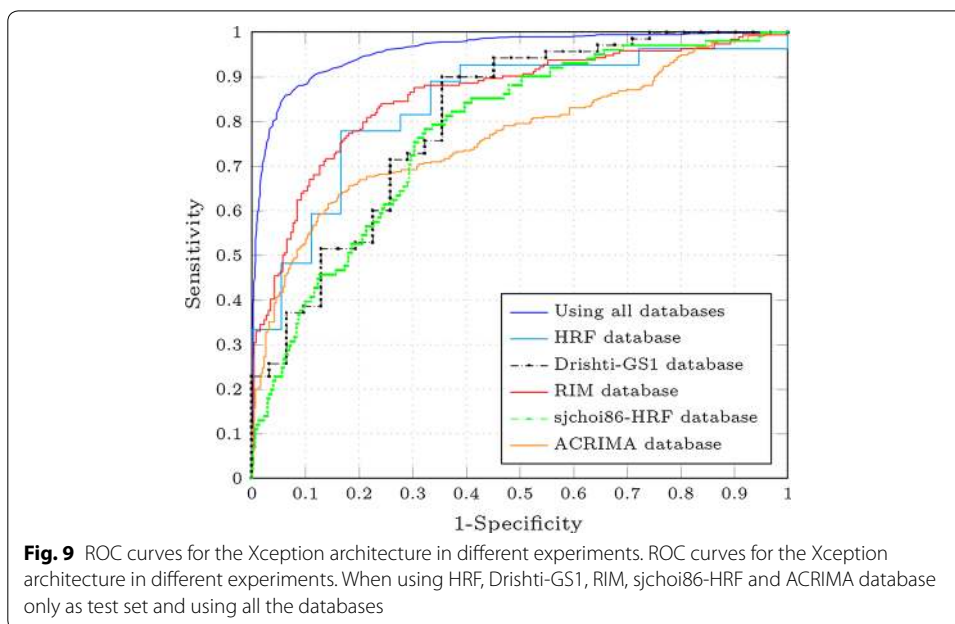 1
0.9
0.8
0.7
0.6
0.5
0.4
0.3
0.2
0.1
0
Sensitivity
Using all databases
HRF database
Drishti-GS1 database
RIM database
sjchoi86-HRF database
ACRIMA database
0 0.1 0.2 0.3 0.4 0.5 0.6 0.7 0.8 0.9 1
1-Specificity
Fig. 9 ROC curves for the Xception architecture in different experiments. ROC curves for the Xception
architecture in different experiments. When using HRF, Drishti-GS1, RIM, sjchoi86-HRF and ACRIMA database
only as test set and using all the databases